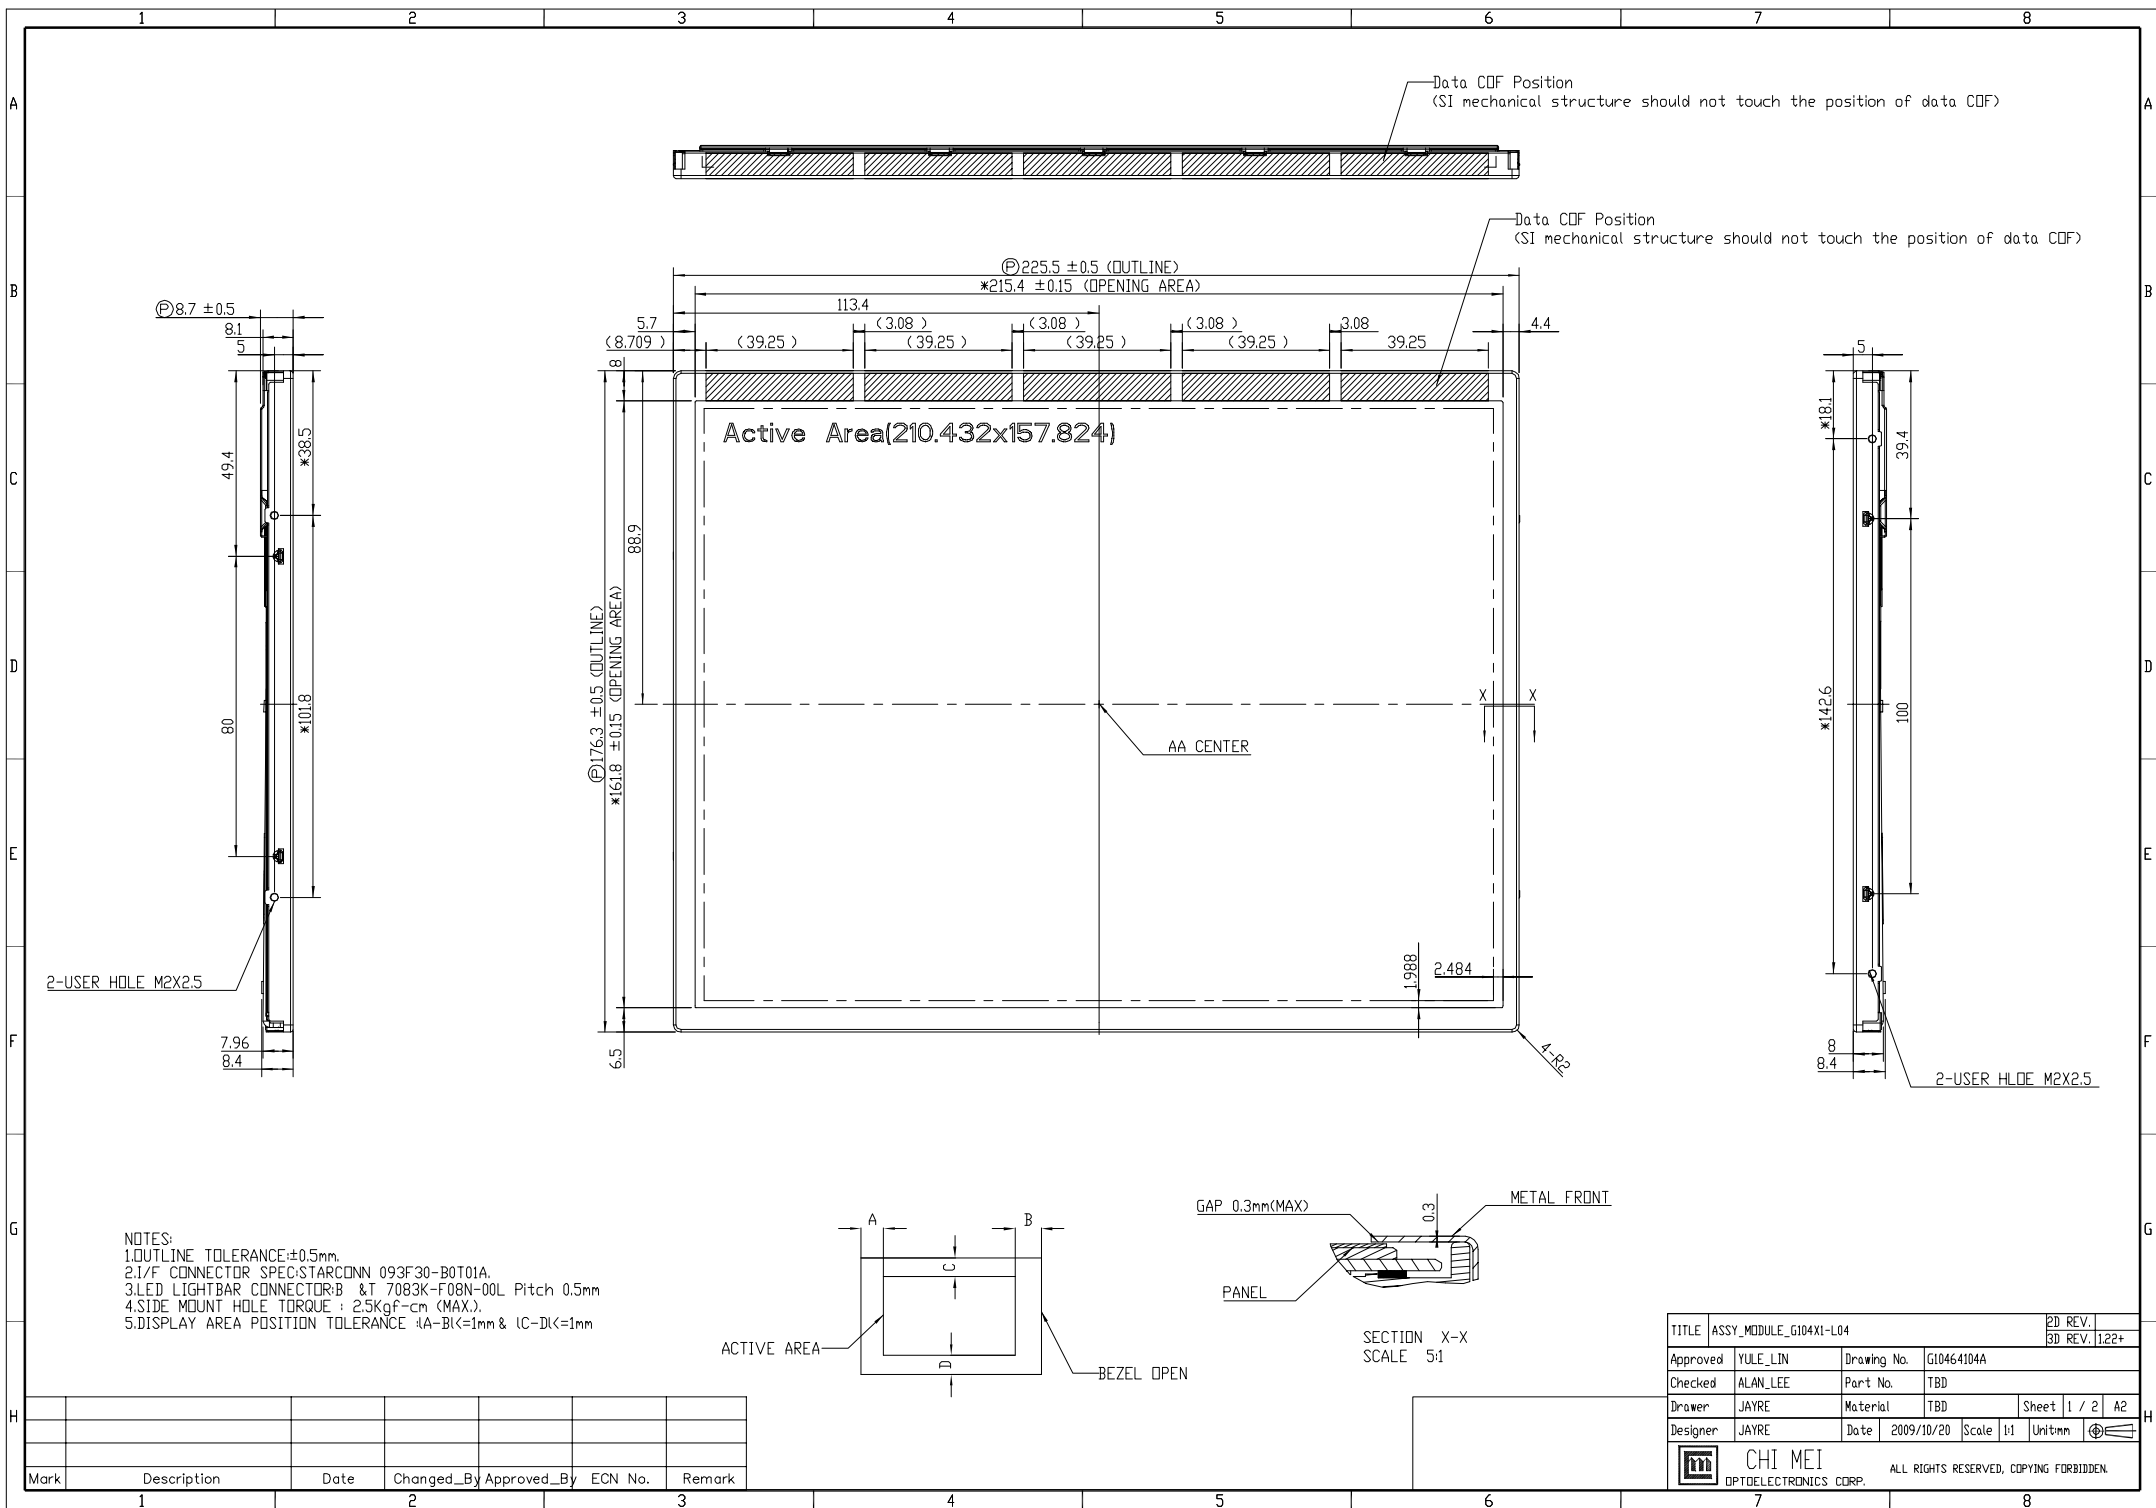 1 2 3 4 5 6 7 8
A A
Data COF Position
(SI mechanical structure should not touch the position of data COF)
Data COF Position
(SI mechanical structure should not touch the position of data COF)
B B
Ⓟ225.5 ±0.5 (OUTLINE)
*215.4 ±0.15 (OPENING AREA)
113.4
5.7 (3.08 ) (3.08 ) (3.08 ) 3.08 4.4
(8.709 ) (39.25 ) (39.25 ) (39.25 ) (39.25 ) 39.25
Ⓟ8.7 ±0.5
8.1
5
8
5
*38.5
49.4
*18.1
39.4
C C
Active Area(210.432x157.824)
88.9
Ⓟ176.3 ±0.5 (OUTLINE)
*161.8 ±0.15 (OPENING AREA)
D D
80
*101.8
X X
*142.6
100
AA CENTER
E E
1.988
2.484
2-USER HOLE M2X2.5
F F
7.96
8.4
6.5
4-R2
8
8.4
2-USER HLOE M2X2.5
G G
NOTES:
1.OUTLINE TOLERANCE:±0.5mm.
2.I/F CONNECTOR SPEC:STARCONN 093F30-B0T01A.
3.LED LIGHTBAR CONNECTOR:B &T 7083K-F08N-00L Pitch 0.5mm
4.SIDE MOUNT HOLE TORQUE : 2.5Kgf-cm (MAX.).
5.DISPLAY AREA POSITION TOLERANCE :|A-B|<=1mm & |C-D|<=1mm
A B
C
D
ACTIVE AREA
BEZEL OPEN
GAP 0.3mm(MAX)
0.3
METAL FRONT
PANEL
SECTION X-X
SCALE 5:1
TITLE ASSY_MODULE_G104X1-L04 2D REV.
3D REV. 1.22+
Approved YULE_LIN Drawing No. G10464104A
Checked ALAN_LEE Part No. TBD
Drawer JAYRE Material TBD Sheet 1 / 2 A2
Designer JAYRE Date 2009/10/20 Scale 1:1 Unit:mm
CHI MEI
OPTOELECTRONICS CORP.
ALL RIGHTS RESERVED, COPYING FORBIDDEN.
H H
Mark Description Date Changed_By Approved_By ECN No. Remark
1 2 3 4 5 6 7 8